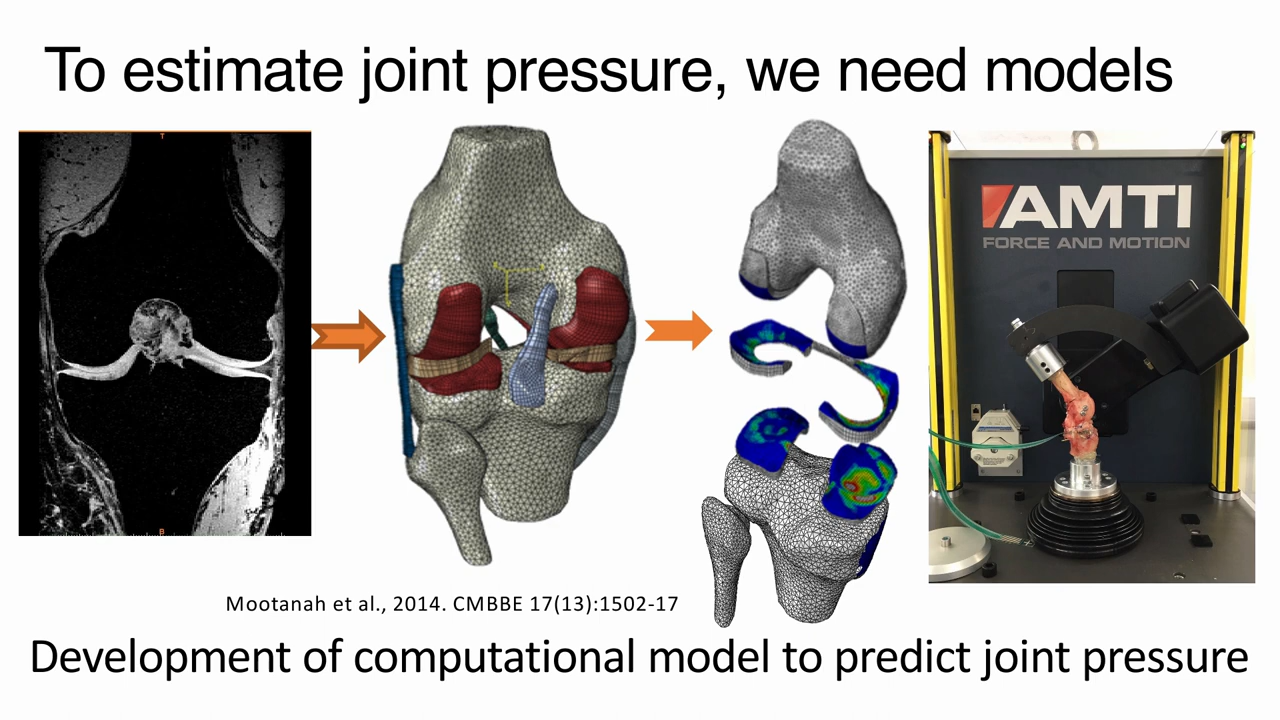 To estimate joint pressure, we need models
T
AMTI
FORCE AND MOTION
B
Mootanah et al., 2014. CMBBE 17(13):1502-17
Development of computational model to predict joint pressure